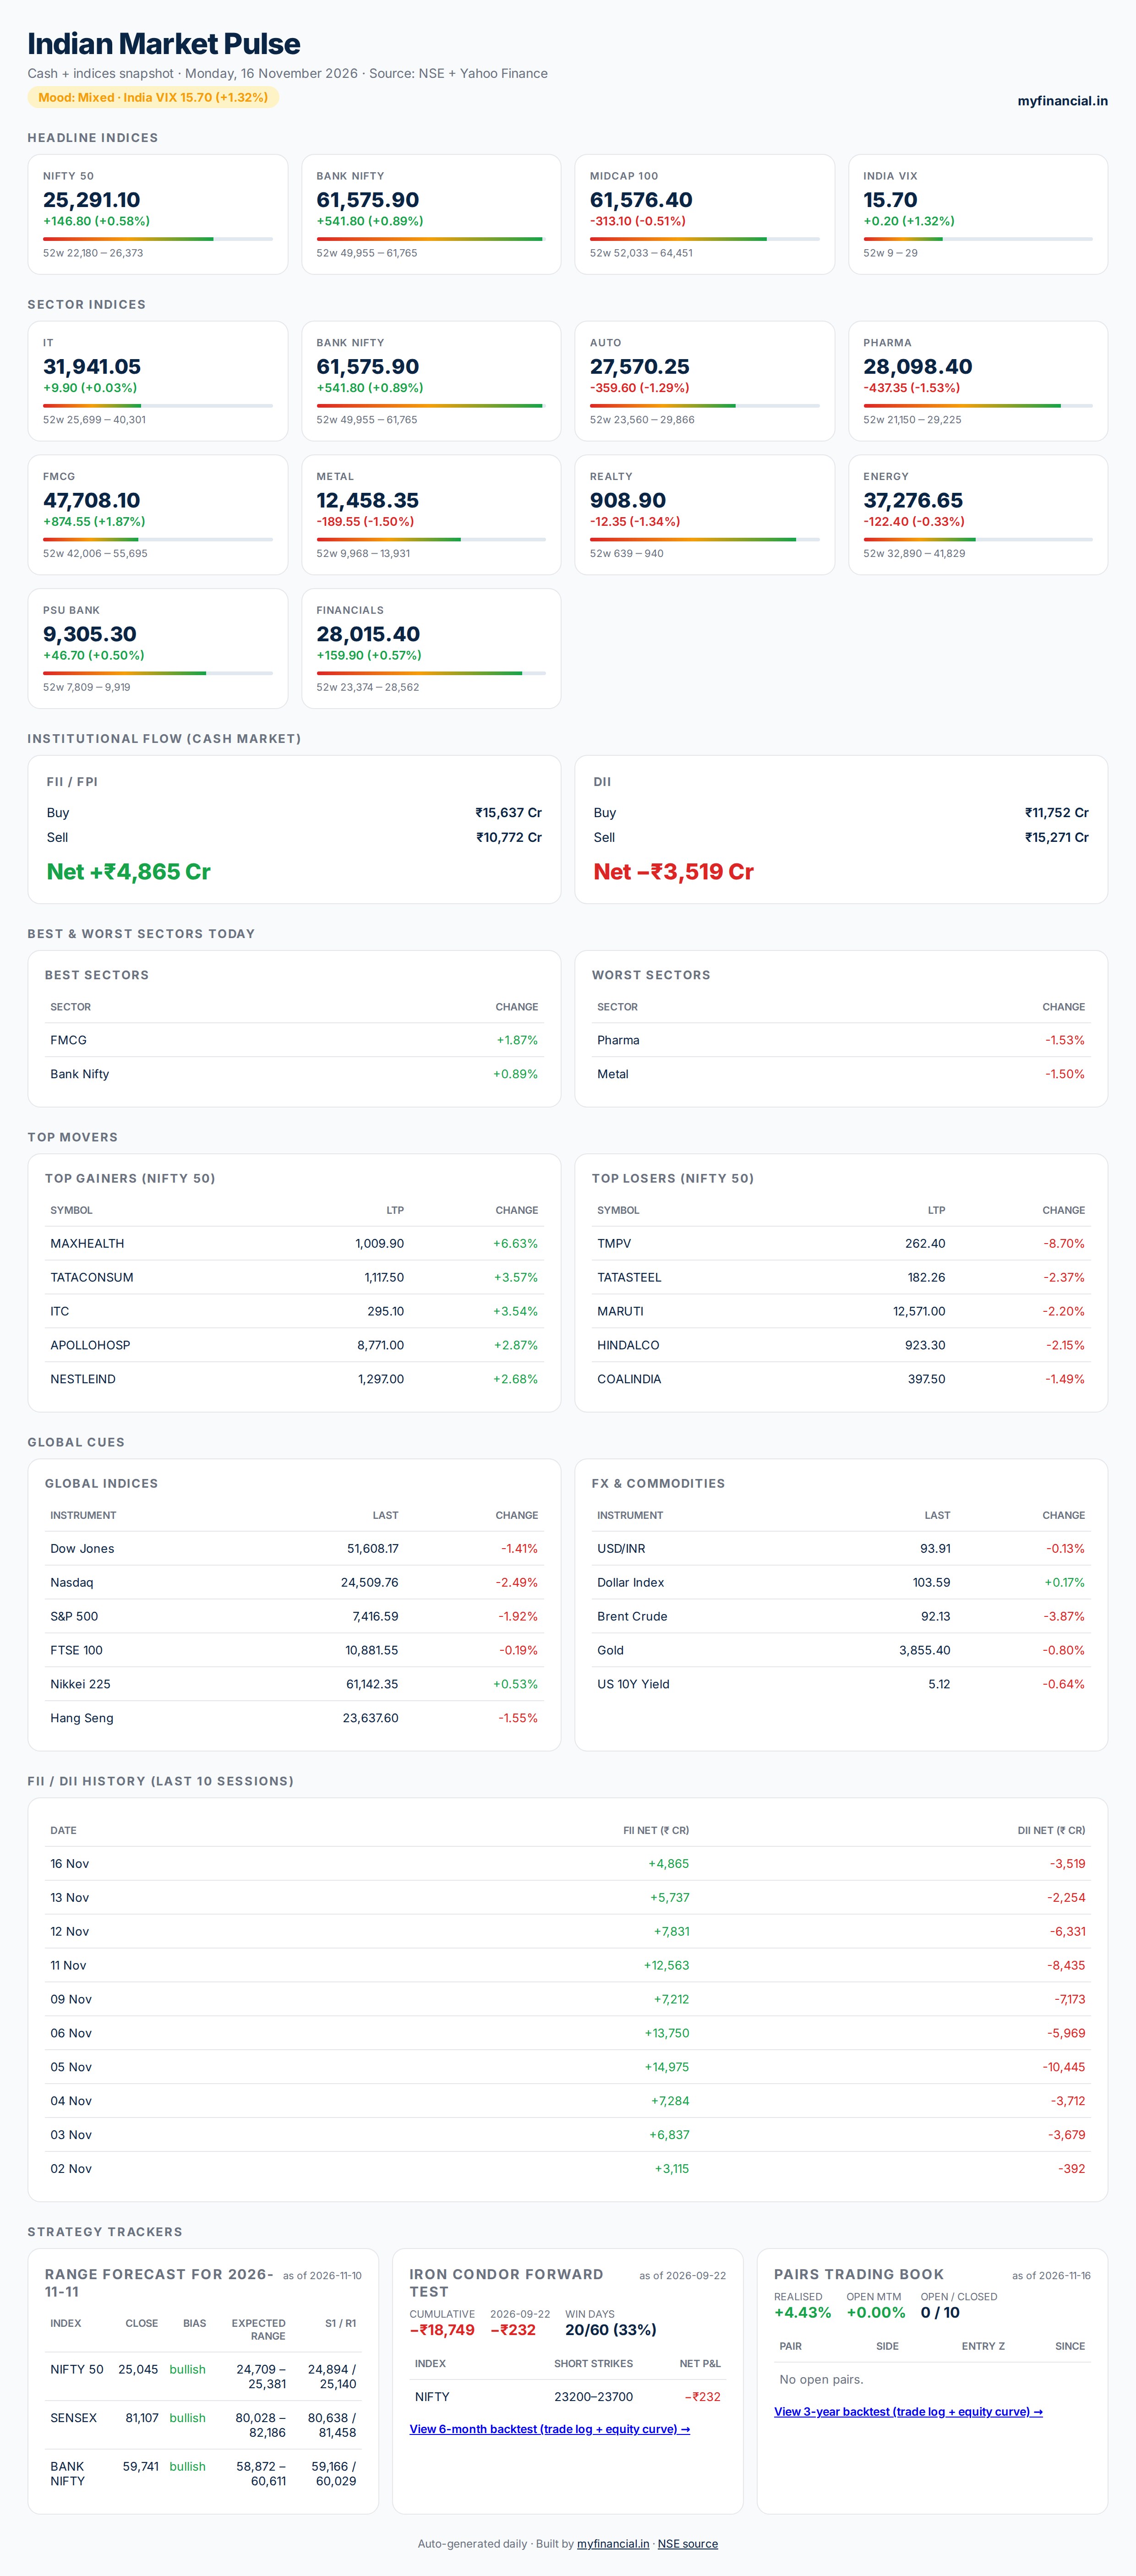 Indian Market Pulse
Cash + indices snapshot · Monday, 16 November 2026 · Source: NSE + Yahoo Finance
Mood: Mixed · India VIX 15.70 (+1.32%)
myfinancial.in
HEADLINE INDICES
NIFTY 50
25,291.10
+146.80 (+0.58%)
52w 22,180 – 26,373
BANK NIFTY
61,575.90
+541.80 (+0.89%)
52w 49,955 – 61,765
MIDCAP 100
61,576.40
-313.10 (-0.51%)
52w 52,033 – 64,451
INDIA VIX
15.70
+0.20 (+1.32%)
52w 9 – 29
SECTOR INDICES
IT
31,941.05
+9.90 (+0.03%)
52w 25,699 – 40,301
BANK NIFTY
61,575.90
+541.80 (+0.89%)
52w 49,955 – 61,765
AUTO
27,570.25
-359.60 (-1.29%)
52w 23,560 – 29,866
PHARMA
28,098.40
-437.35 (-1.53%)
52w 21,150 – 29,225
FMCG
47,708.10
+874.55 (+1.87%)
52w 42,006 – 55,695
METAL
12,458.35
-189.55 (-1.50%)
52w 9,968 – 13,931
REALTY
908.90
-12.35 (-1.34%)
52w 639 – 940
ENERGY
37,276.65
-122.40 (-0.33%)
52w 32,890 – 41,829
PSU BANK
9,305.30
+46.70 (+0.50%)
52w 7,809 – 9,919
FINANCIALS
28,015.40
+159.90 (+0.57%)
52w 23,374 – 28,562
INSTITUTIONAL FLOW (CASH MARKET)
FII / FPI
Buy ₹15,637 Cr
Sell ₹10,772 Cr
Net +₹4,865 Cr
DII
Buy ₹11,752 Cr
Sell ₹15,271 Cr
Net −₹3,519 Cr
BEST & WORST SECTORS TODAY
BEST SECTORS
SECTOR CHANGE
FMCG +1.87%
Bank Nifty +0.89%
WORST SECTORS
SECTOR CHANGE
Pharma -1.53%
Metal -1.50%
TOP MOVERS
TOP GAINERS (NIFTY 50)
SYMBOL LTP CHANGE
MAXHEALTH 1,009.90 +6.63%
TATACONSUM 1,117.50 +3.57%
ITC 295.10 +3.54%
APOLLOHOSP 8,771.00 +2.87%
NESTLEIND 1,297.00 +2.68%
TOP LOSERS (NIFTY 50)
SYMBOL LTP CHANGE
TMPV 262.40 -8.70%
TATASTEEL 182.26 -2.37%
MARUTI 12,571.00 -2.20%
HINDALCO 923.30 -2.15%
COALINDIA 397.50 -1.49%
GLOBAL CUES
GLOBAL INDICES
INSTRUMENT LAST CHANGE
Dow Jones 51,608.17 -1.41%
Nasdaq 24,509.76 -2.49%
S&P 500 7,416.59 -1.92%
FTSE 100 10,881.55 -0.19%
Nikkei 225 61,142.35 +0.53%
Hang Seng 23,637.60 -1.55%
FX & COMMODITIES
INSTRUMENT LAST CHANGE
USD/INR 93.91 -0.13%
Dollar Index 103.59 +0.17%
Brent Crude 92.13 -3.87%
Gold 3,855.40 -0.80%
US 10Y Yield 5.12 -0.64%
FII / DII HISTORY (LAST 10 SESSIONS)
DATE FII NET (₹ CR) DII NET (₹ CR)
16 Nov +4,865 -3,519
13 Nov +5,737 -2,254
12 Nov +7,831 -6,331
11 Nov +12,563 -8,435
09 Nov +7,212 -7,173
06 Nov +13,750 -5,969
05 Nov +14,975 -10,445
04 Nov +7,284 -3,712
03 Nov +6,837 -3,679
02 Nov +3,115 -392
STRATEGY TRACKERS
RANGE FORECAST FOR 2026- as of 2026-11-10
11-11
INDEX CLOSE BIAS EXPECTED S1 / R1
RANGE
NIFTY 50 25,045 bullish 24,709 – 24,894 /
25,381 25,140
SENSEX 81,107 bullish 80,028 – 80,638 /
82,186 81,458
BANK 59,741 bullish 58,872 – 59,166 /
NIFTY 60,611 60,029
IRON CONDOR FORWARD as of 2026-09-22
TEST
CUMULATIVE 2026-09-22 WIN DAYS
−₹18,749 −₹232 20/60 (33%)
INDEX SHORT STRIKES NET P&L
NIFTY 23200–23700 −₹232
View 6-month backtest (trade log + equity curve) →
PAIRS TRADING BOOK as of 2026-11-16
REALISED OPEN MTM OPEN / CLOSED
+4.43% +0.00% 0 / 10
PAIR SIDE ENTRY Z SINCE
No open pairs.
View 3-year backtest (trade log + equity curve) →
Auto-generated daily · Built by myfinancial.in · NSE source